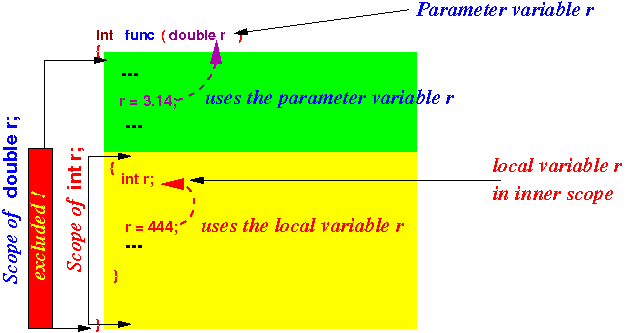 Parameter variable r
Int func ( double r )
{
...
r = 3.14;
uses the parameter variable r
...
{
int r;
local variable r
in inner scope
r = 444;
uses the local variable r
...
}
}
Scope of double r;
excluded !
Scope of int r;